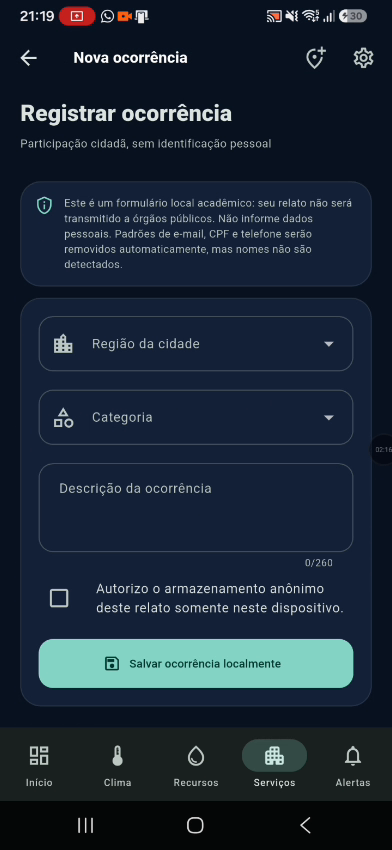 21:19
30
Nova ocorrência
Registrar ocorrência
Participação cidadã, sem identificação pessoal
Este é um formulário local acadêmico: seu relato não será
transmitido a órgãos públicos. Não informe dados
pessoais. Padrões de e-mail, CPF e telefone serão
removidos automaticamente, mas nomes não são
detectados.
Região da cidade
Categoria
02:16
Descrição da ocorrência
0/260
Autorizo o armazenamento anônimo
deste relato somente neste dispositivo.
Salvar ocorrência localmente
Início
Clima
Recursos
Serviços
Alertas